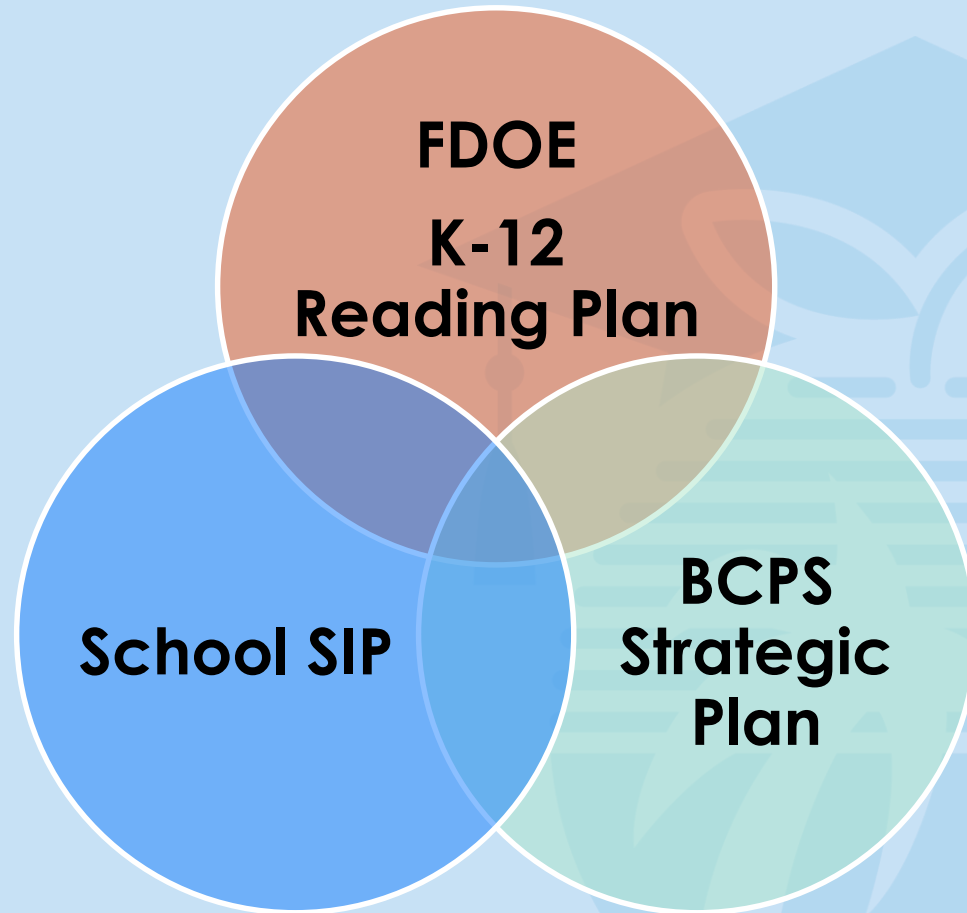 FDOE
K-12
Reading Plan
School SIP
BCPS
Strategic
Plan